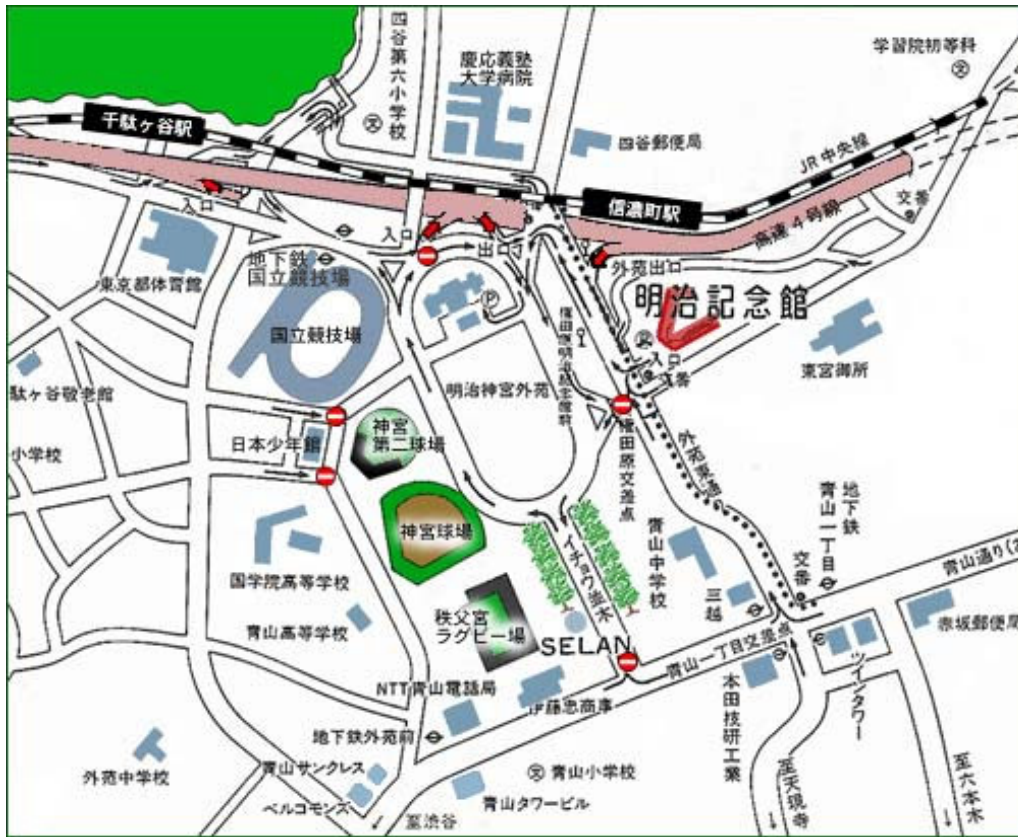 四谷第六小学校
慶応義塾
大学病院
学習院初等科
千駄ヶ谷駅
四谷郵便局
JR中央線
信濃町駅
高速4号線
交番
入口
入口
出口
外苑出口
地下鉄
国立競技場
東京都体育館
明治記念館
P
入口
交番
国立競技場
明治神宮外苑
権田原明治記念館前
東宮御所
駄ヶ谷敬老館
小学校
日本少年館
神宮
第二球場
権田原交差点
外苑東通り
神宮球場
イチョウ並木
青山中学校
地下鉄
青山一丁目
交番
三越
青山通り(2
国学院高等学校
青山高等学校
秩父宮
ラグビー場
SELAN
赤坂郵便局
青山一丁目交差点
ツインタワー
NTT青山電話局
伊藤忠商事
本田技研工業
地下鉄外苑前
青山サンクレス
外苑中学校
文 青山小学校
ベルコモンズ
青山タワービル
至渋谷
至天現寺
至六本木